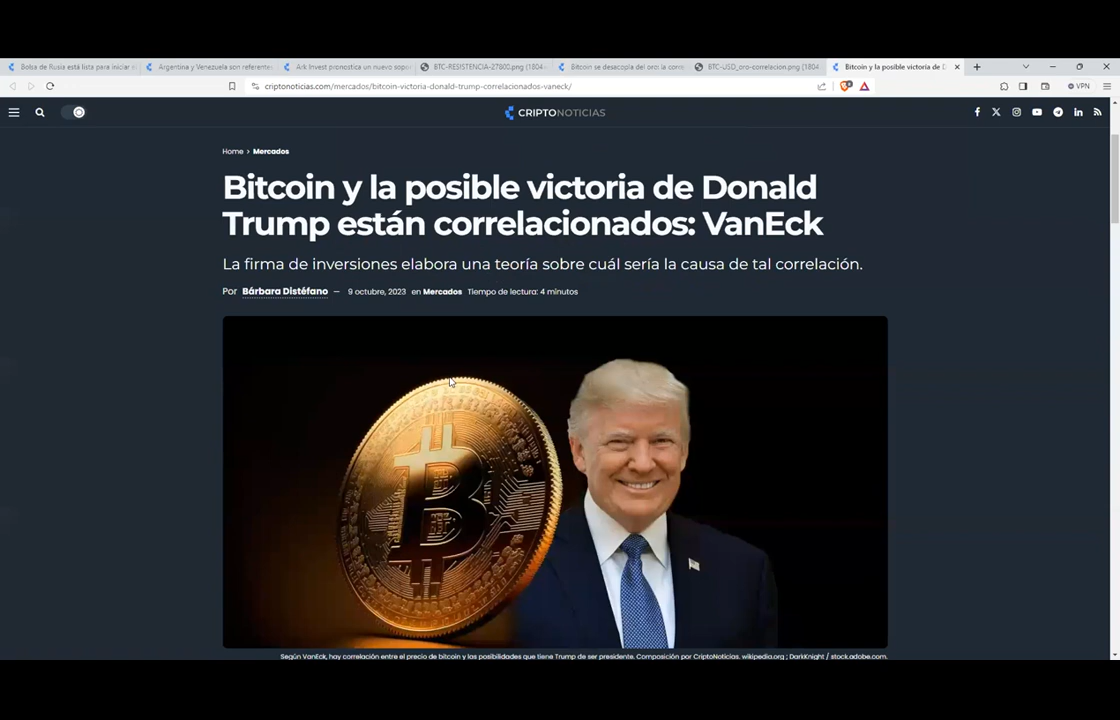 Bolsa de Rusia está lista para iniciar
Argentina y Venezuela son referentes
Ark Invest pronostica un nuevo sopo
BTC-RESISTENCIA-27800.png (1804
Bitcoin se desacopla del oro: la corre
BTC-USD_oro-correlacion.png (1804
Bitcoin y la posible victoria de D
criptonoticias.com/mercados/bitcoin-victoria-donald-trump-correlacionados-vaneck/
VPN
CRIPTONOTICIAS
Home > Mercados
Bitcoin y la posible victoria de Donald
Trump están correlacionados: VanEck
La firma de inversiones elabora una teoría sobre cuál sería la causa de tal correlación.
Por Bárbara Distéfano — 9 octubre, 2023 en Mercados Tiempo de lectura: 4 minutos
Según VanEck, hay correlación entre el precio de bitcoin y las posibilidades que tiene Trump de ser presidente. Composición por CriptoNoticias. wikipedia.org ; DarkKnight / stock.adobe.com.